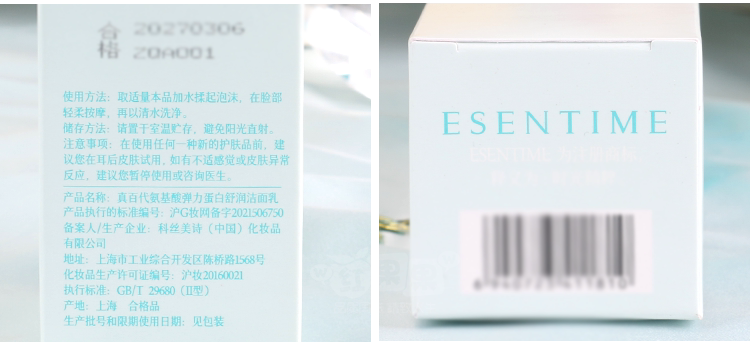 合格
20270306
ZOA001
使用方法：取适量本品加水揉起泡沫，在脸部
轻柔按摩，再以清水洗净。
储存方法：请置于室温贮存，避免阳光直射。
注意事项：在使用任何一种新的护肤品前，建
议您在耳后皮肤试用，如有不适感觉或皮肤异常
反应，建议您暂停使用或咨询医生。
产品名称：真百代氨基酸弹力蛋白舒润洁面乳
产品执行的标准编号：沪G妆网备字2021506750
备案人/生产企业：科丝美诗（中国）化妆品
有限公司
地址：上海市工业综合开发区陈桥路1568号
化妆品生产许可证编号：沪妆20160021
执行标准：GB/T 29680 (II型)
产地：上海 合格品
生产批号和限期使用日期：见包装
ESENTIME